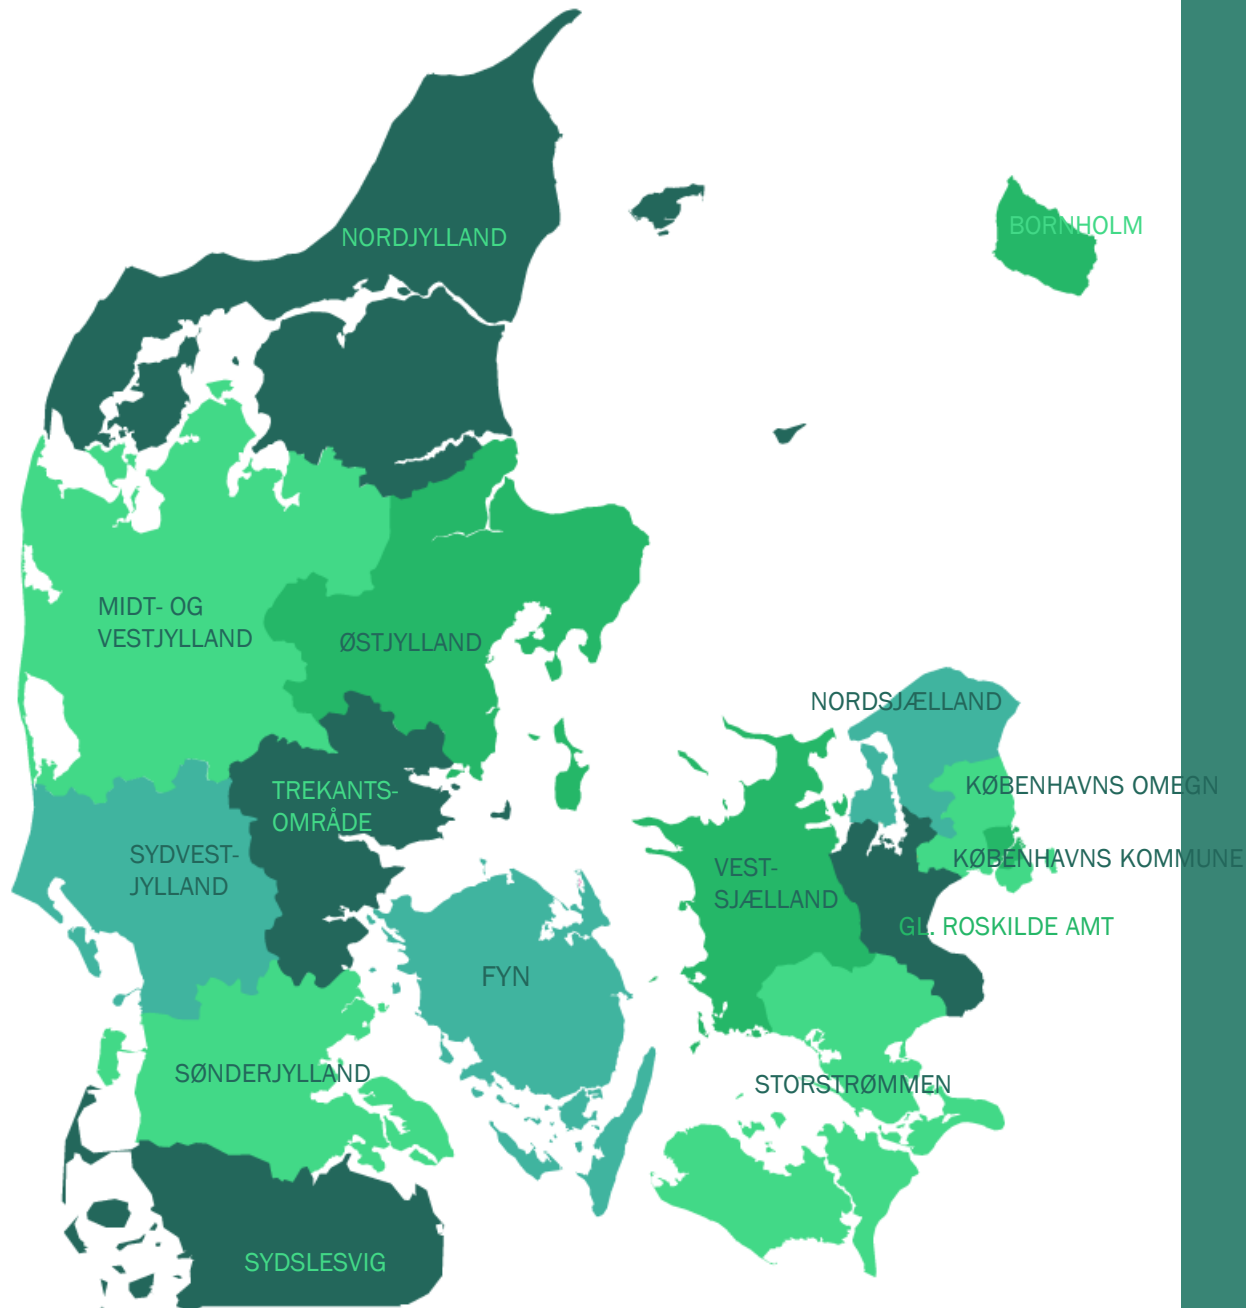 NORDJYLLAND
BORNHOLM
MIDT- OG
VESTJYLLAND
ØSTJYLLAND
NORDSJÆLLAND
KØBENHAVNS OMEGN
TREKANTS-
OMRÅDE
SYDVEST-
JYLLAND
KØBENHAVNS KOMMUNE
VEST-
SJÆLLAND
GL. ROSKILDE AMT
FYN
SØNDERJYLLAND
STORSTRØMMEN
SYDSLESVIG